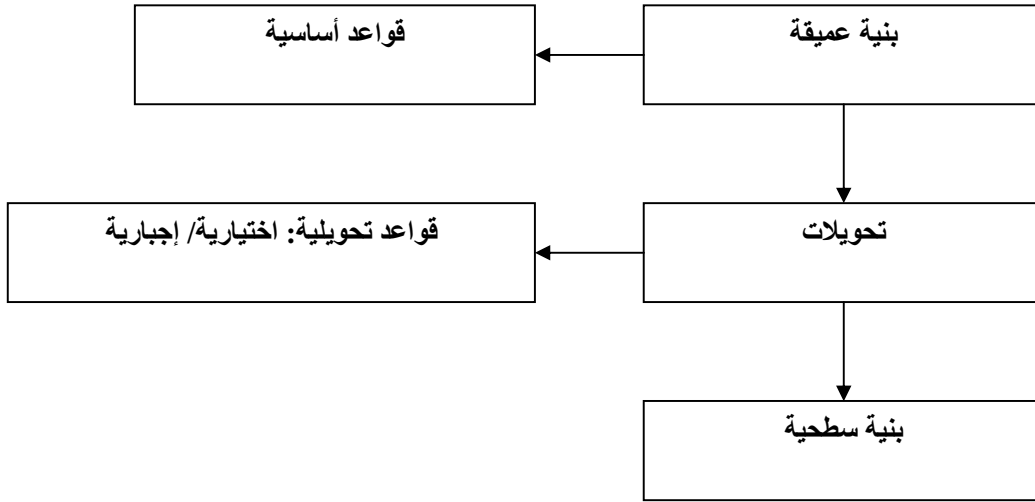 بنية عميقة
قواعد أساسية
تحويلات
قواعد تحويلية: اختيارية/ إجبارية
بنية سطحية